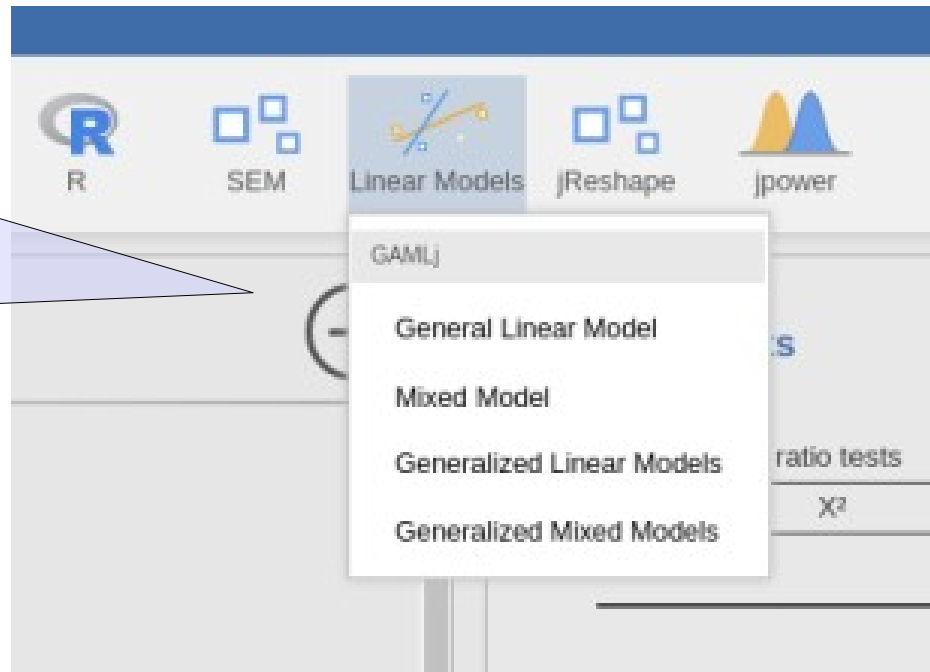 R
SEM
Linear Models
jReshape
jpower
GAMLj
General Linear Model
Mixed Model
Generalized Linear Models
Generalized Mixed Models
ratio tests
X²